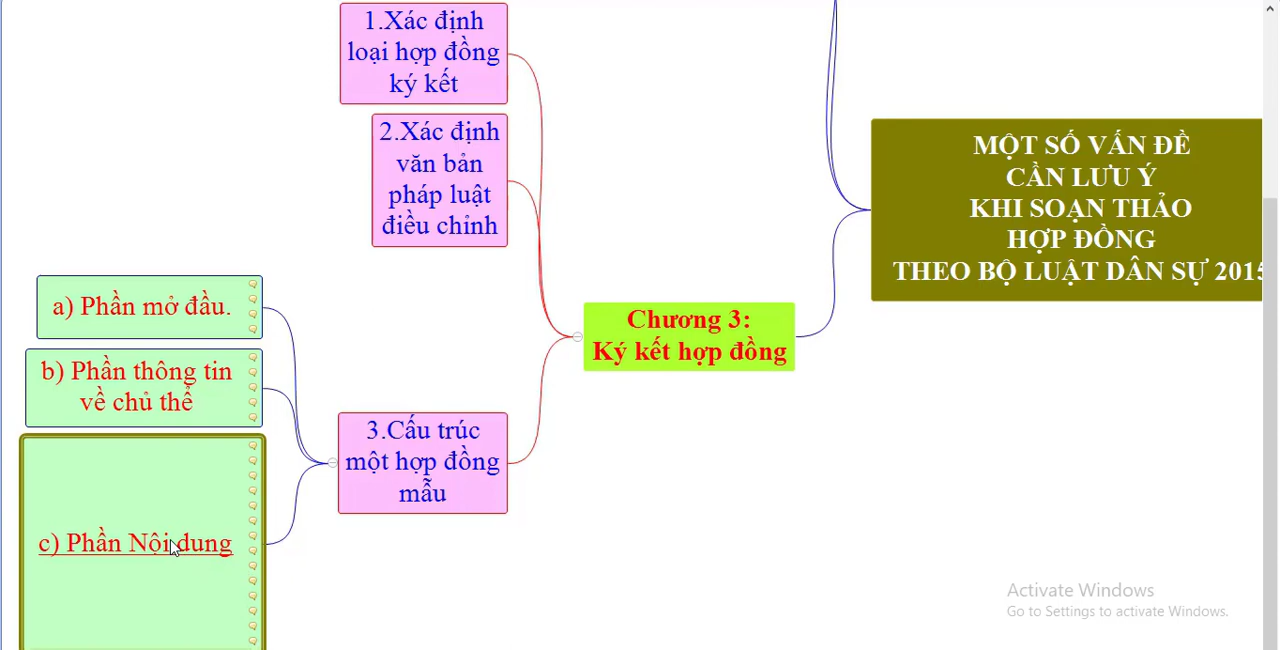 1.Xác định
loại hợp đồng
ký kết
2.Xác định
văn bản
pháp luật
điều chỉnh
MỘT SỐ VẤN ĐỀ
CẦN LƯU Ý
KHI SOẠN THẢO
HỢP ĐỒNG
THEO BỘ LUẬT DÂN SỰ 2015
a) Phần mở đầu.
Chương 3:
Ký kết hợp đồng
b) Phần thông tin
về chủ thể
3.Cấu trúc
một hợp đồng
mẫu
c) Phần Nội dung
Activate Windows
Go to Settings to activate Windows.